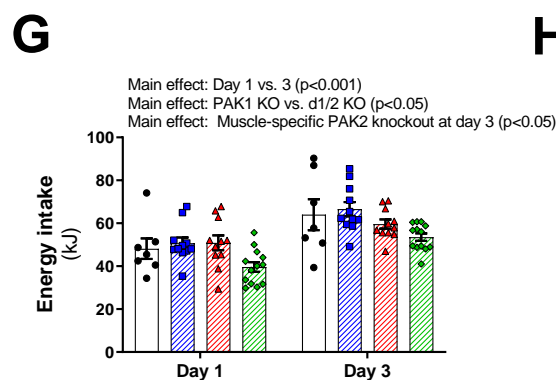 G
H
Main effect: Day 1 vs. 3 (p<0.001)
Main effect: PAK1 KO vs. d1/2 KO (p<0.05)
Main effect:  Muscle-specific PAK2 knockout at day 3 (p<0.05)
Energy intake
(kJ)
100
80
60
40
20
0
Day 1
Day 3